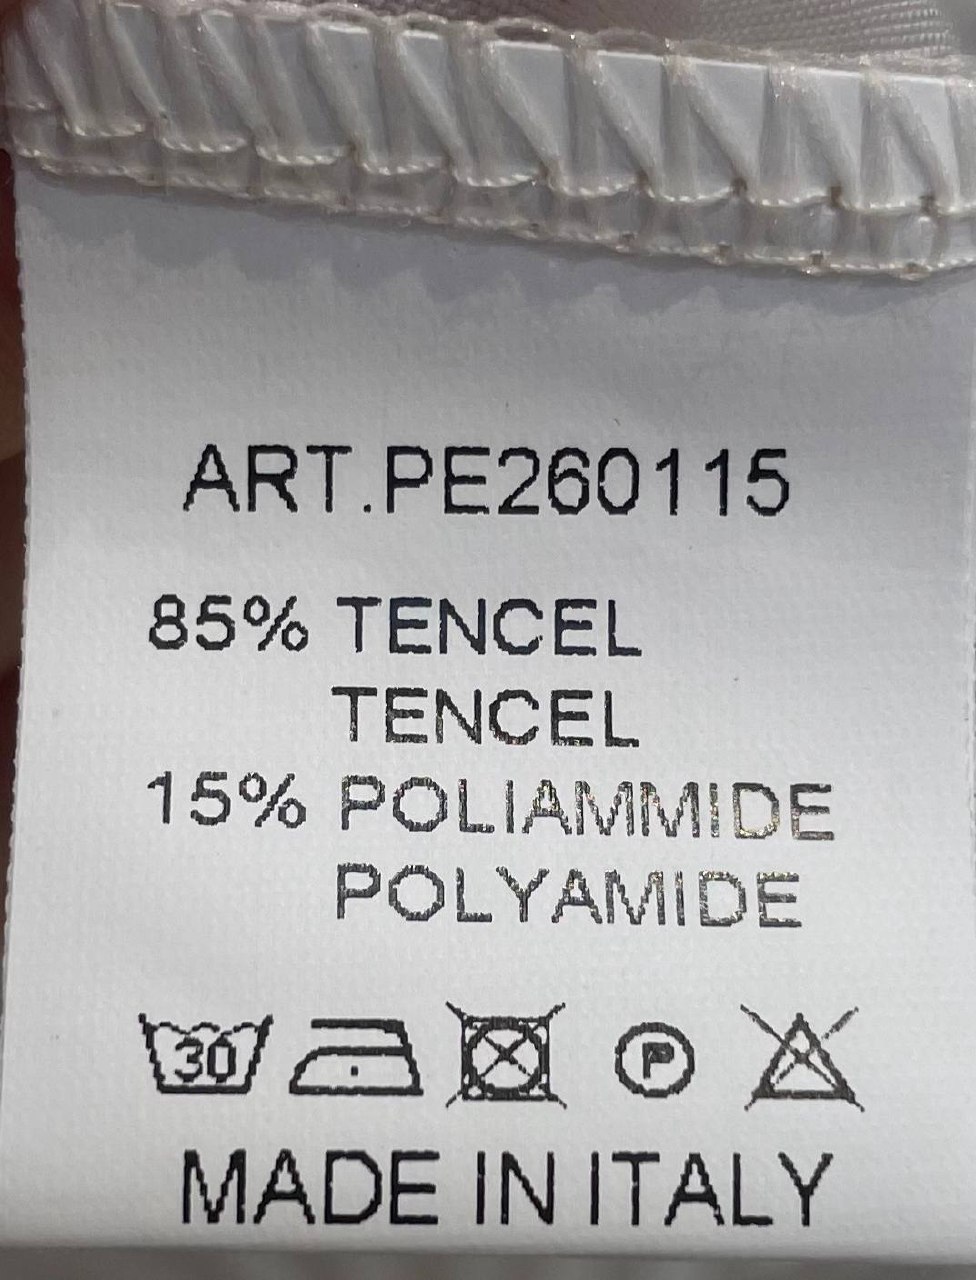 ART.PE260115
85% TENCEL
TENCEL
15% POLIAMMIDE
POLYAMIDE
30 P
MADE IN ITALY